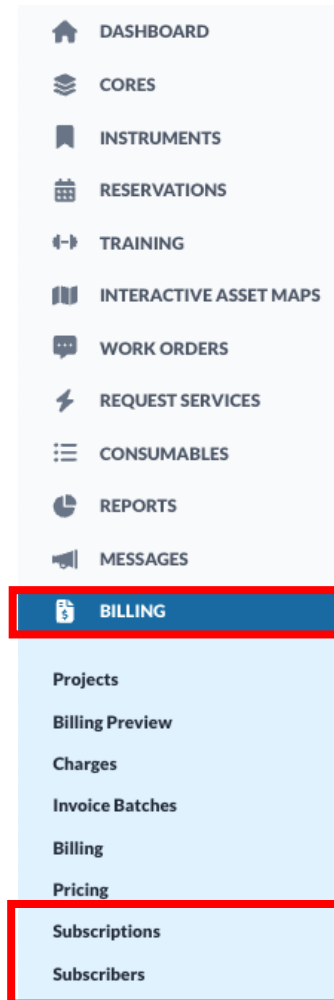 DASHBOARD
CORES
INSTRUMENTS
RESERVATIONS
TRAINING
INTERACTIVE ASSET MAPS
WORK ORDERS
REQUEST SERVICES
CONSUMABLES
REPORTS
MESSAGES
BILLING
Projects
Billing Preview
Charges
Invoice Batches
Billing
Pricing
Subscriptions
Subscribers